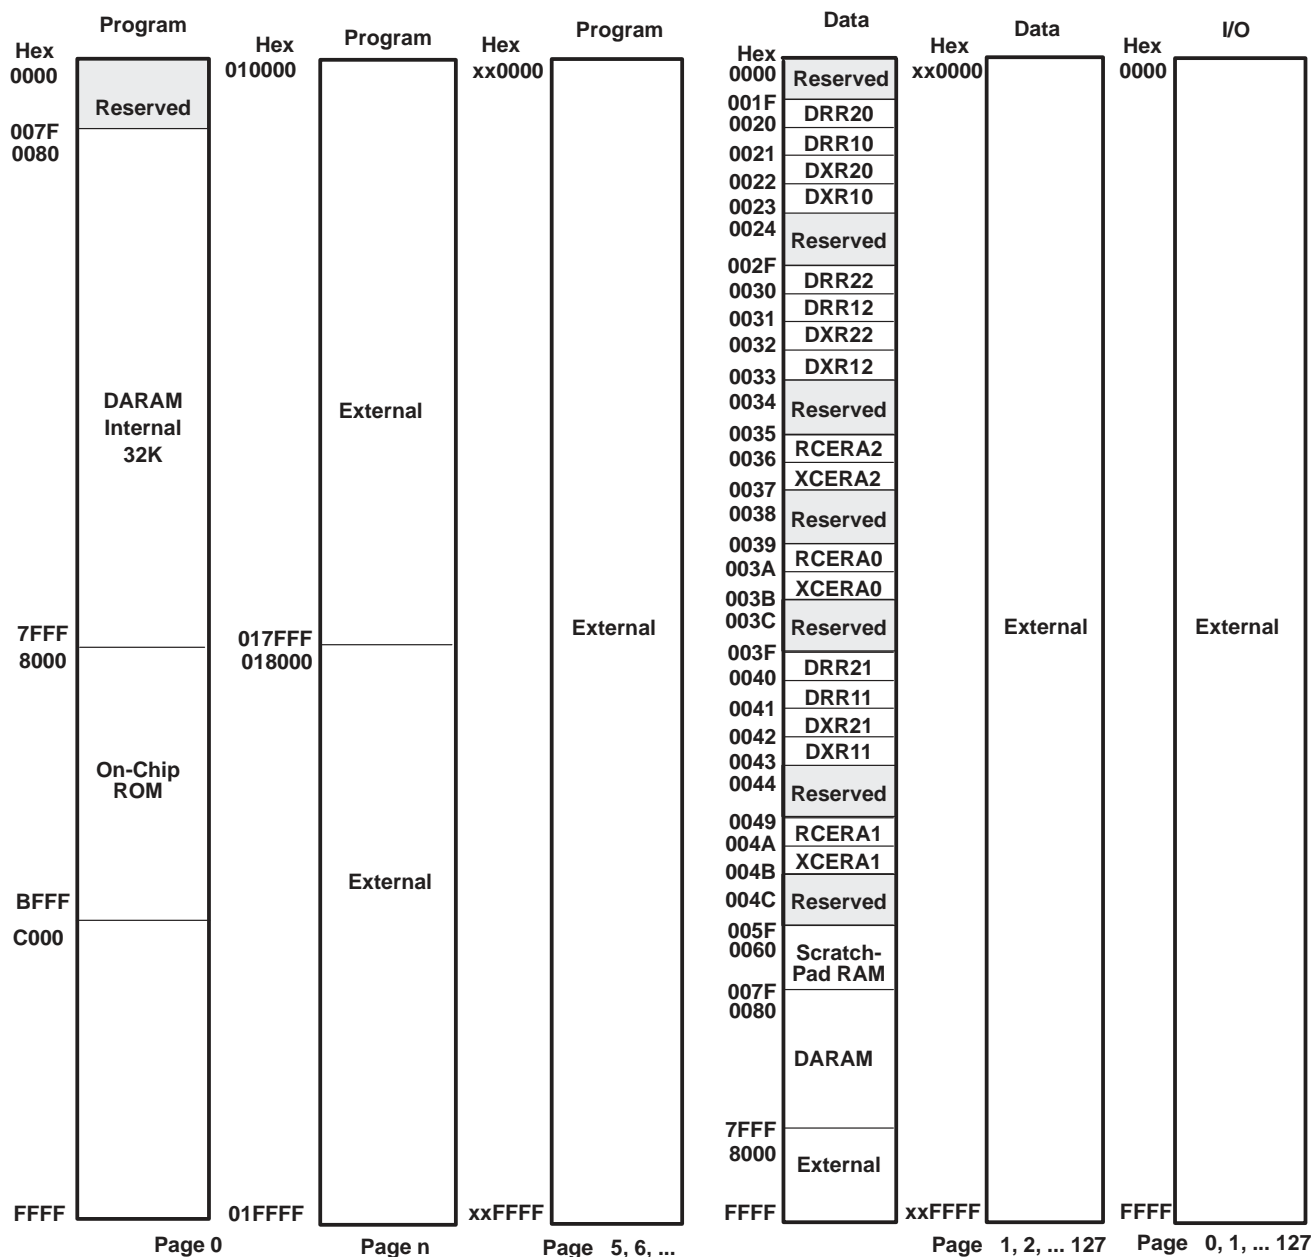 Program
Hex
0000
Reserved
007F
0080
DARAM
Internal
32K
7FFF
8000
On-Chip
ROM
BFFF
C000
FFFF
Page 0
Program
Hex
010000
External
017FFF
018000
External
01FFFF
Page n
Program
Hex
xx0000
External
xxFFFF
Page 5, 6, ...
Data
Hex
0000
Reserved
001F
DRR20
0020
DRR10
0021
DXR20
0022
DXR10
0023
0024
Reserved
002F
DRR22
0030
DRR12
0031
DXR22
0032
DXR12
0033
0034
Reserved
0035
RCERA2
0036
XCERA2
0037
0038
Reserved
0039
RCERA0
003A
XCERA0
003B
003C
Reserved
003F
DRR21
0040
DRR11
0041
DXR21
0042
DXR11
0043
0044
Reserved
0049
RCERA1
004A
XCERA1
004B
004C
Reserved
005F
0060
Scratch-
Pad RAM
007F
0080
DARAM
7FFF
8000
External
FFFF
Data
Hex
xx0000
External
xxFFFF
Page 1, 2, ... 127
I/O
Hex
0000
External
FFFF
Page 0, 1, ... 127